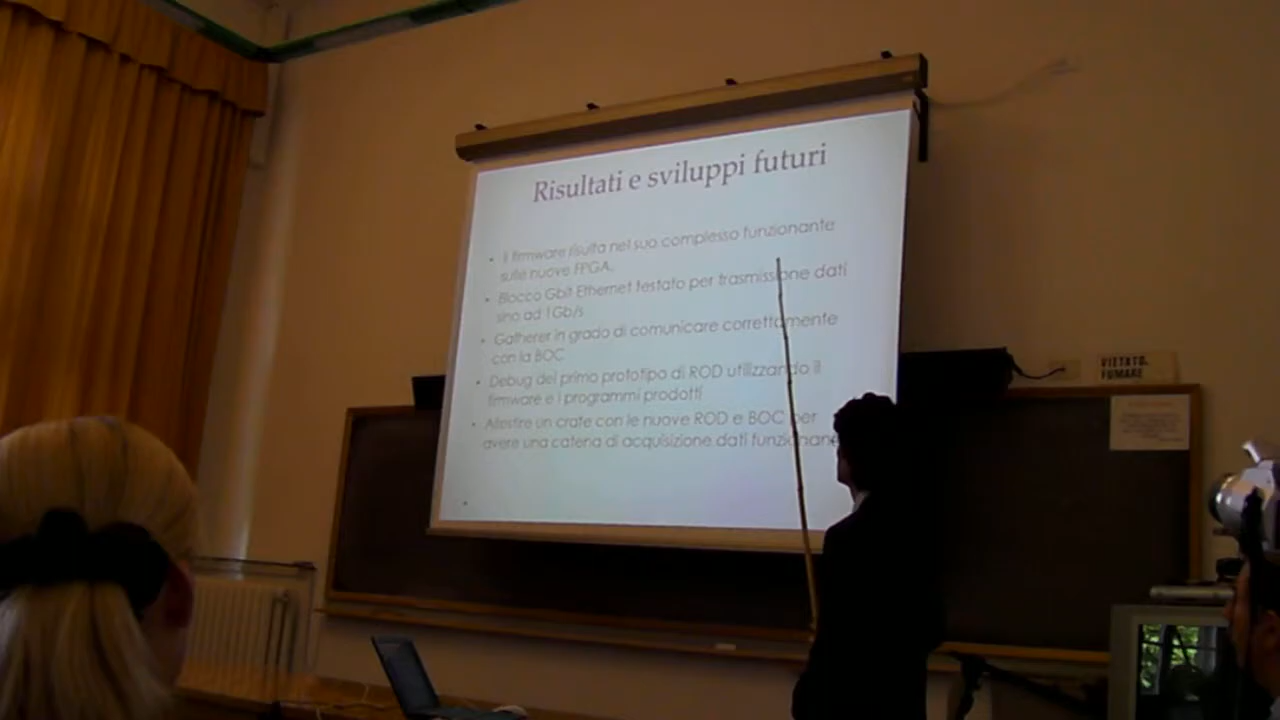 Risultati e sviluppi futuri
• Il firmware risulta nel suo complesso funzionante
sulle nuove FPGA.
• Blocco Gbit Ethernet testato per trasmissione dati
sino ad 1Gb/s
• Gatherer in grado di comunicare correttamente
con la BOC
• Debug del primo prototipo di ROD utilizzando il
firmware e i programmi prodotti
• Allestire un crate con le nuove ROD e BOC per
avere una catena di acquisizione dati funzionane
VIETATO
FUMARE